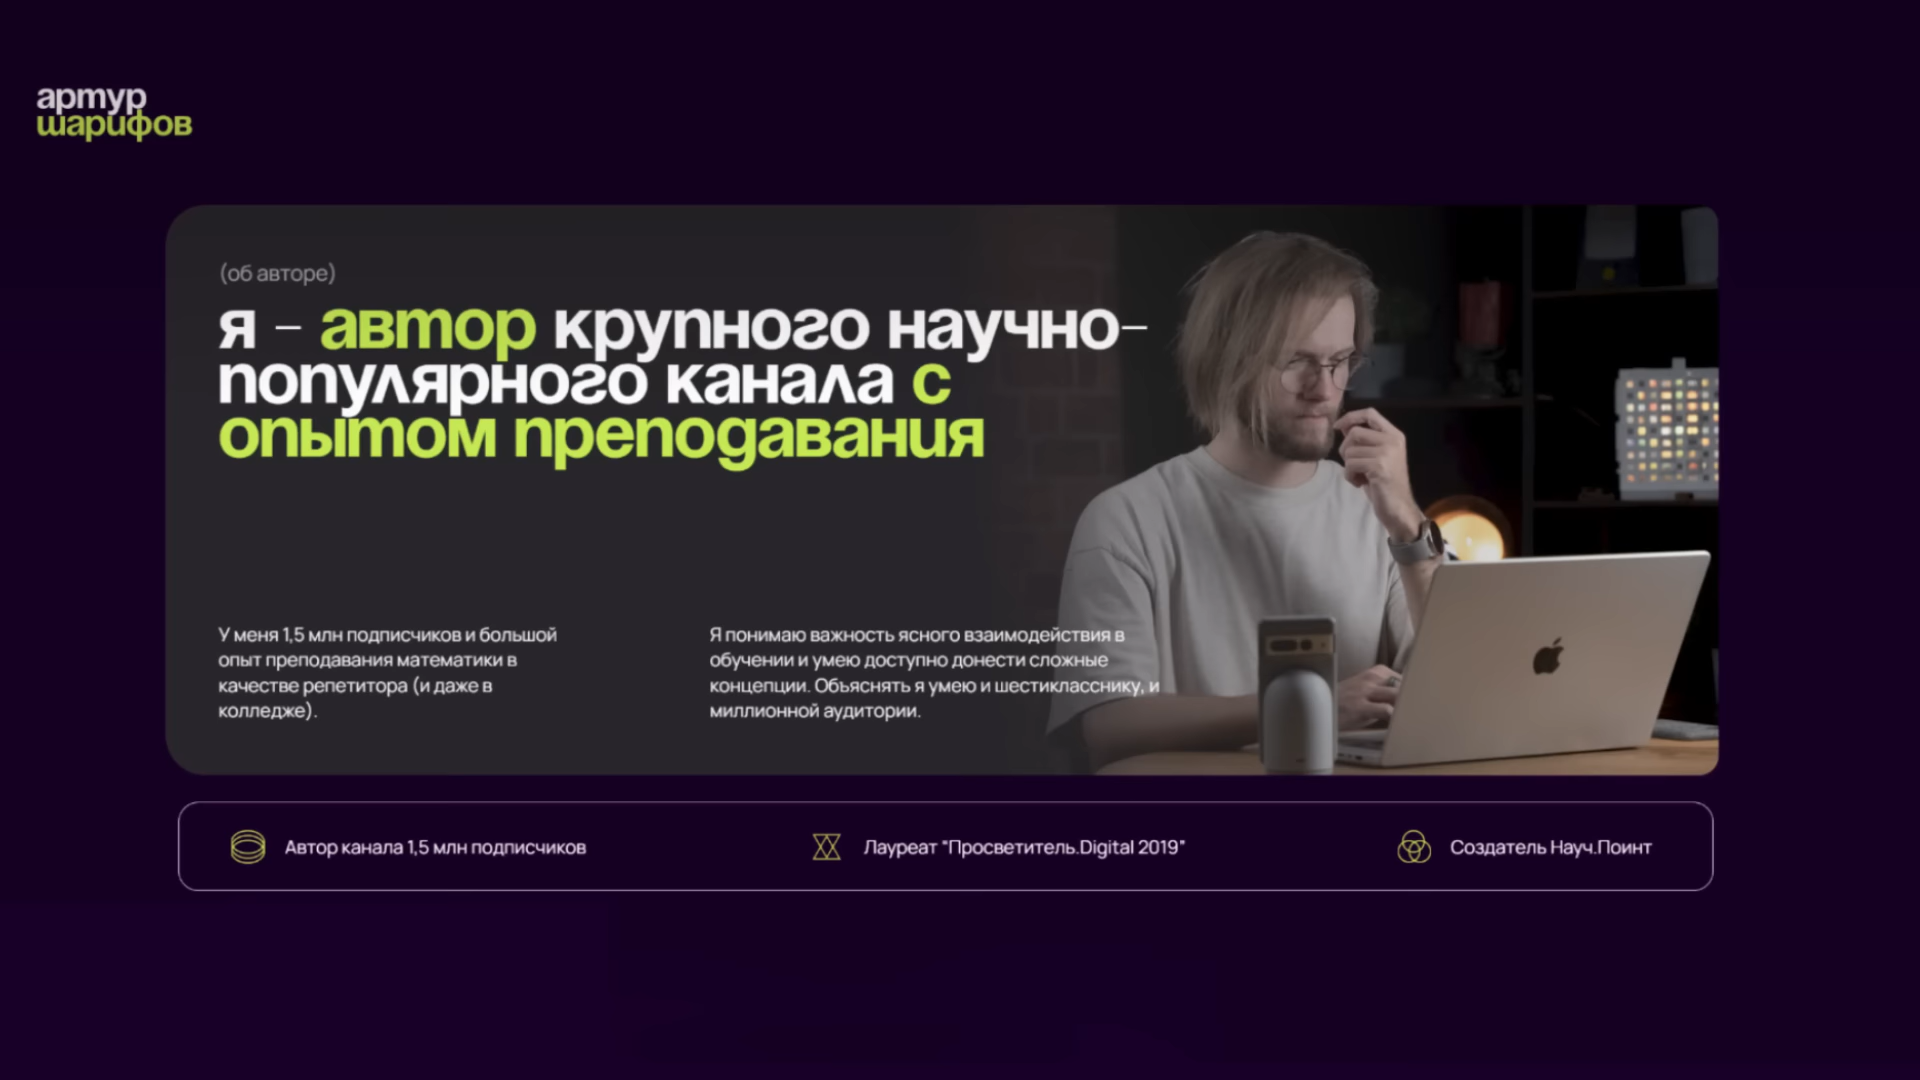 артур
шарифов
(об авторе)
я – автор крупного научно-
популярного канала с
опытом преподавания
У меня 1,5 млн подписчиков и большой
опыт преподавания математики в
качестве репетитора (и даже в
колледже).
Я понимаю важность ясного взаимодействия в
обучении и умею доступно донести сложные
концепции. Объяснять я умею и шестикласснику, и
миллионной аудитории.
Автор канала 1,5 млн подписчиков
Лауреат "Просветитель.Digital 2019"
Создатель Науч.Поинт